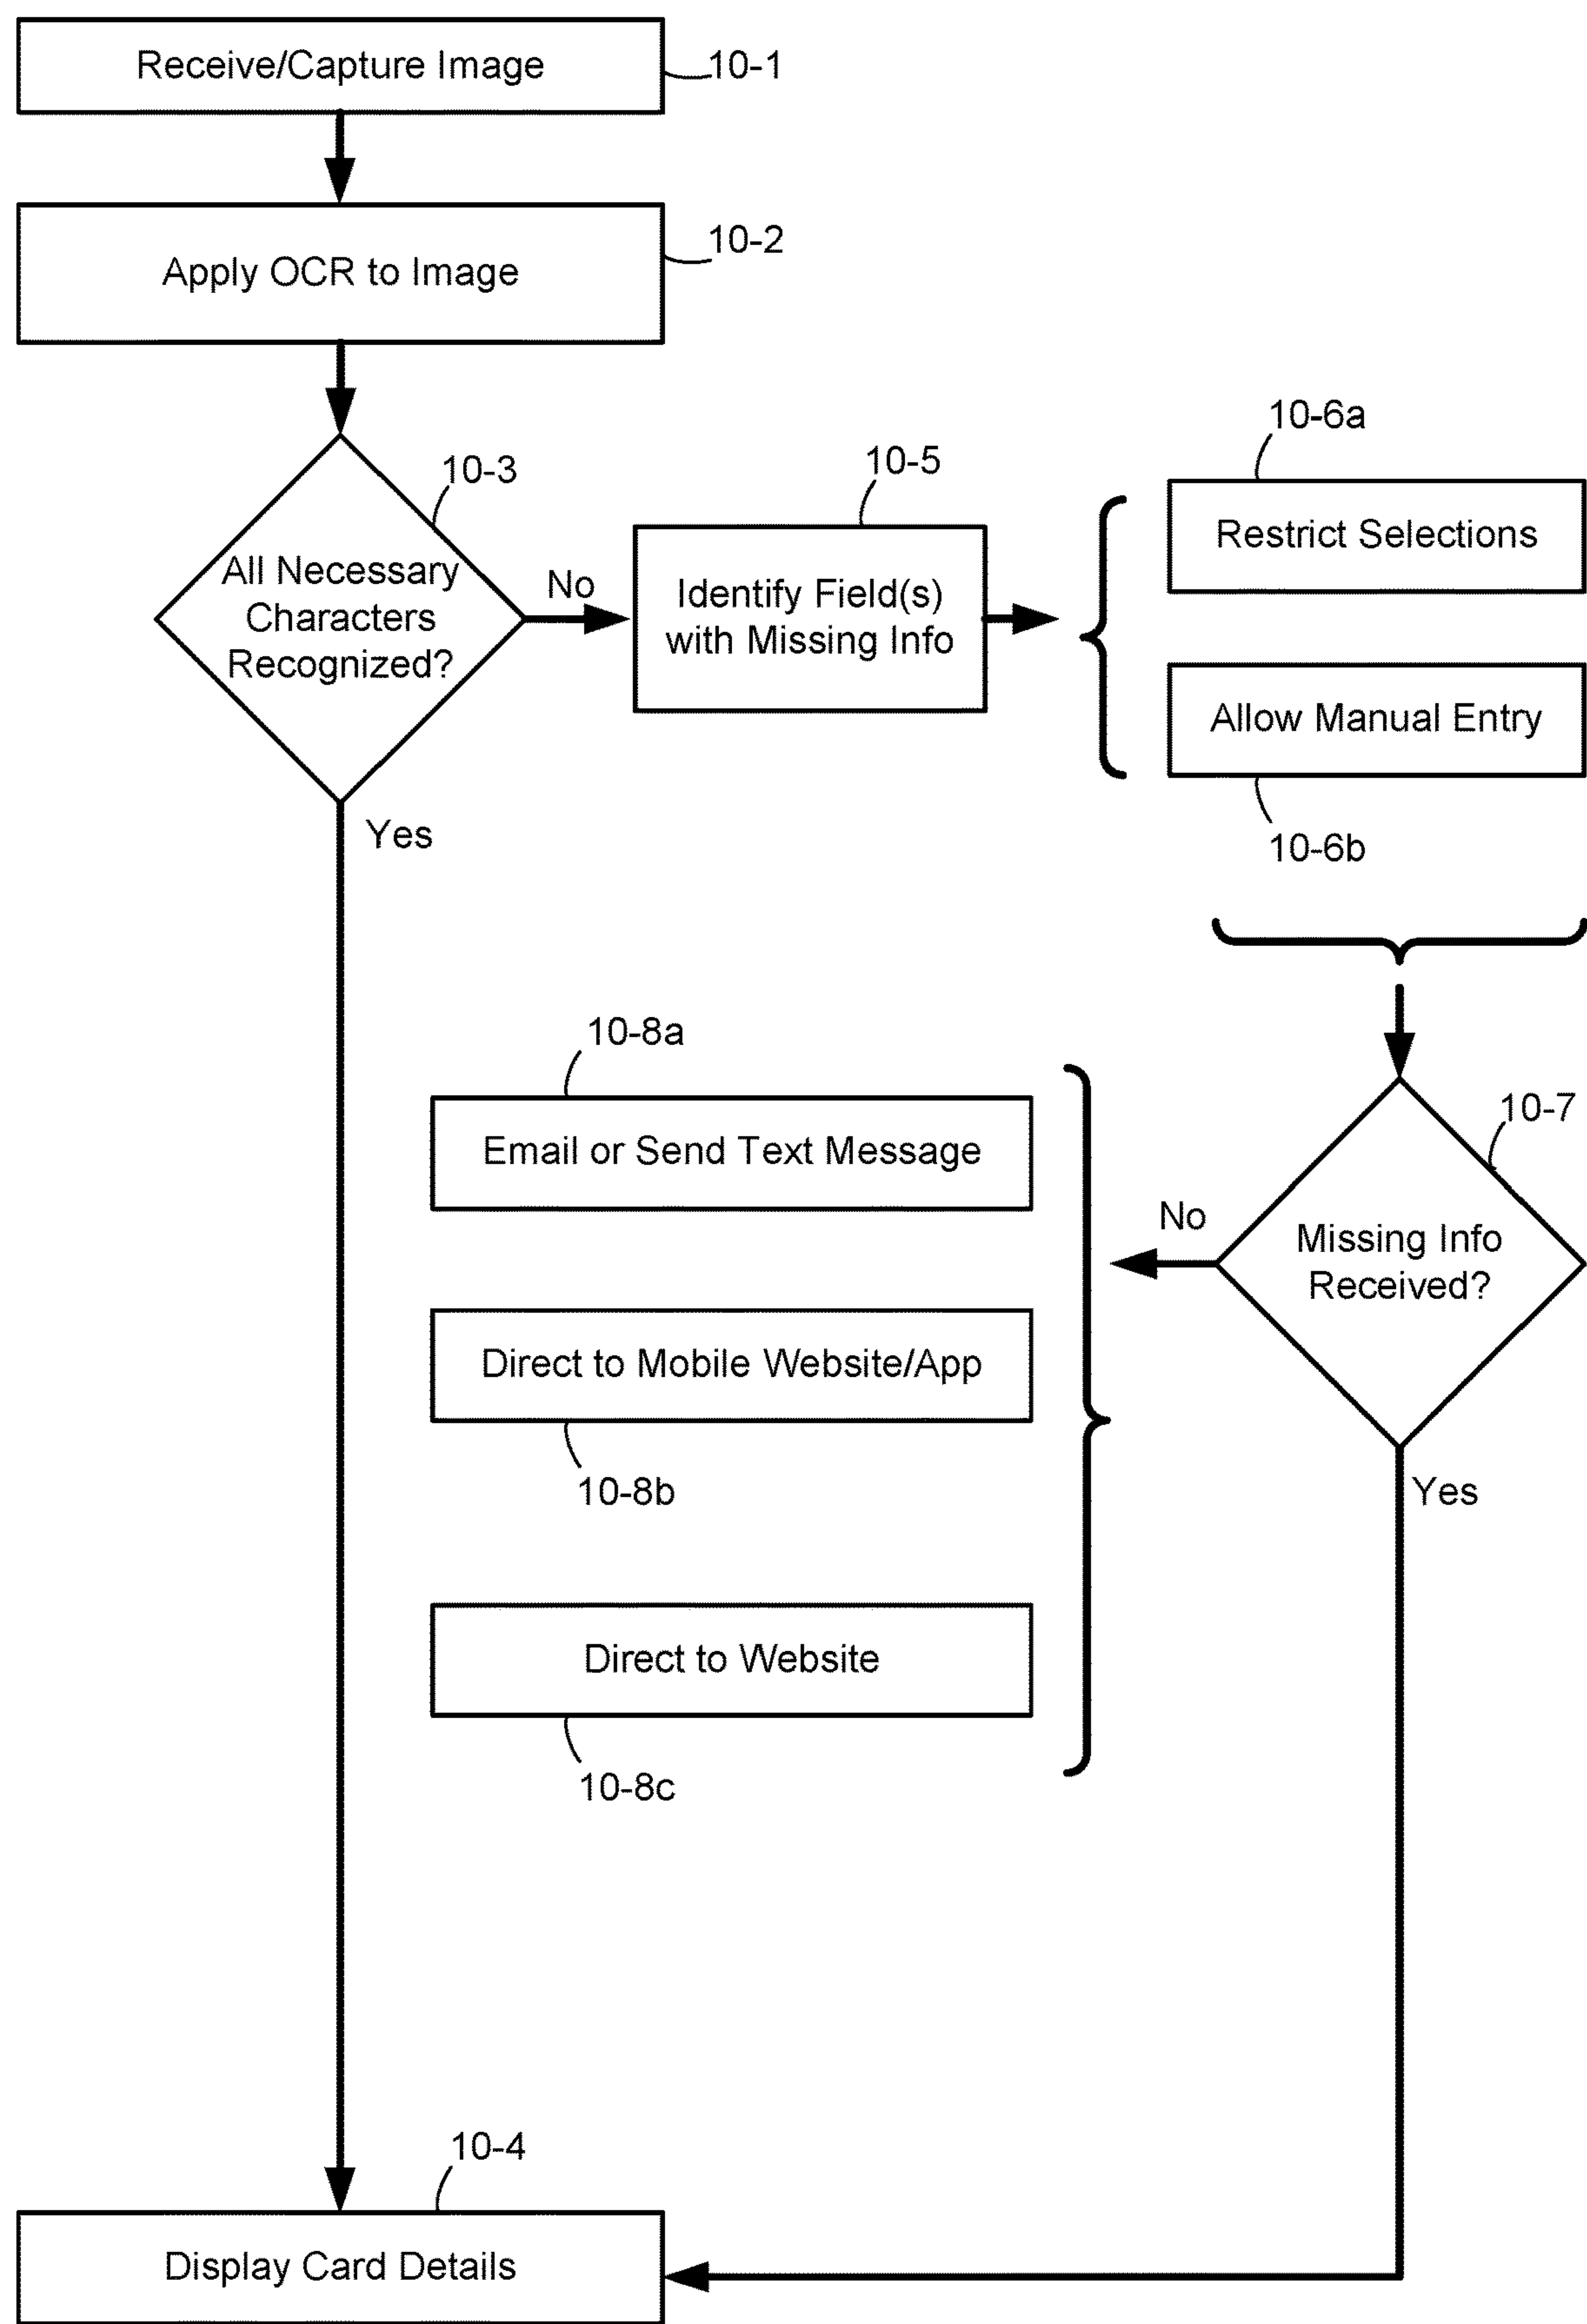 Receive/Capture Image
10-1
Apply OCR to Image
10-2
10-3
All Necessary
Characters
Recognized?
No
Yes
10-5
Identify Field(s)
with Missing Info
10-6a
Restrict Selections
Allow Manual Entry
10-6b
10-7
Missing Info
Received?
No
Yes
10-8a
Email or Send Text Message
Direct to Mobile Website/App
10-8b
Direct to Website
10-8c
10-4
Display Card Details